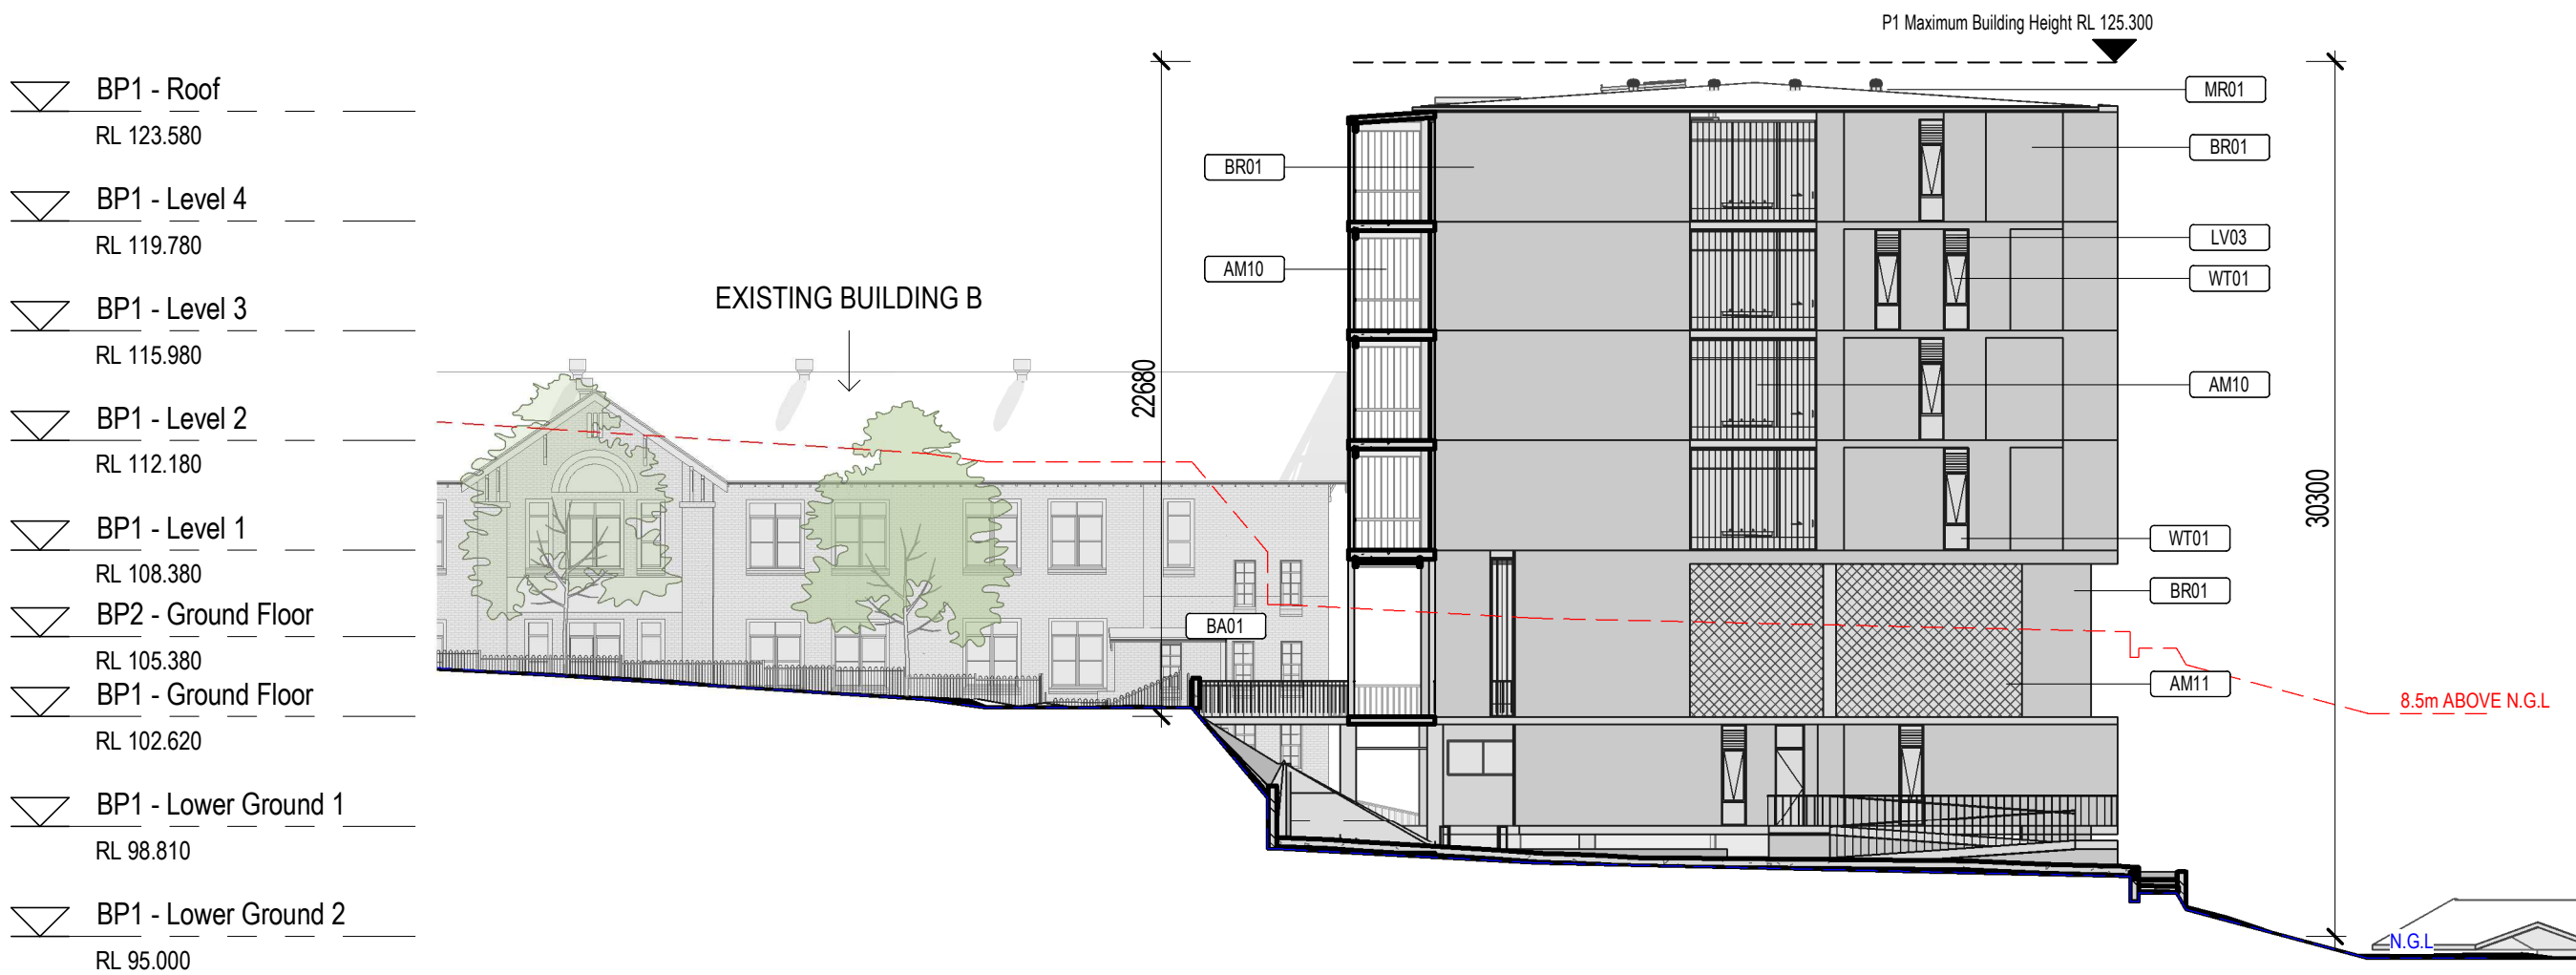 P1 Maximum Building Height RL 125.300
BP1 - Roof
RL 123.580
BP1 - Level 4
RL 119.780
BP1 - Level 3
RL 115.980
BP1 - Level 2
RL 112.180
BP1 - Level 1
RL 108.380
BP2 - Ground Floor
RL 105.380
BP1 - Ground Floor
RL 102.620
BP1 - Lower Ground 1
RL 98.810
BP1 - Lower Ground 2
RL 95.000
EXISTING BUILDING B
22680
BR01
AM10
BA01
MR01
BR01
LV03
WT01
AM10
WT01
BR01
AM11
30300
8.5m ABOVE N.G.L
N.G.L